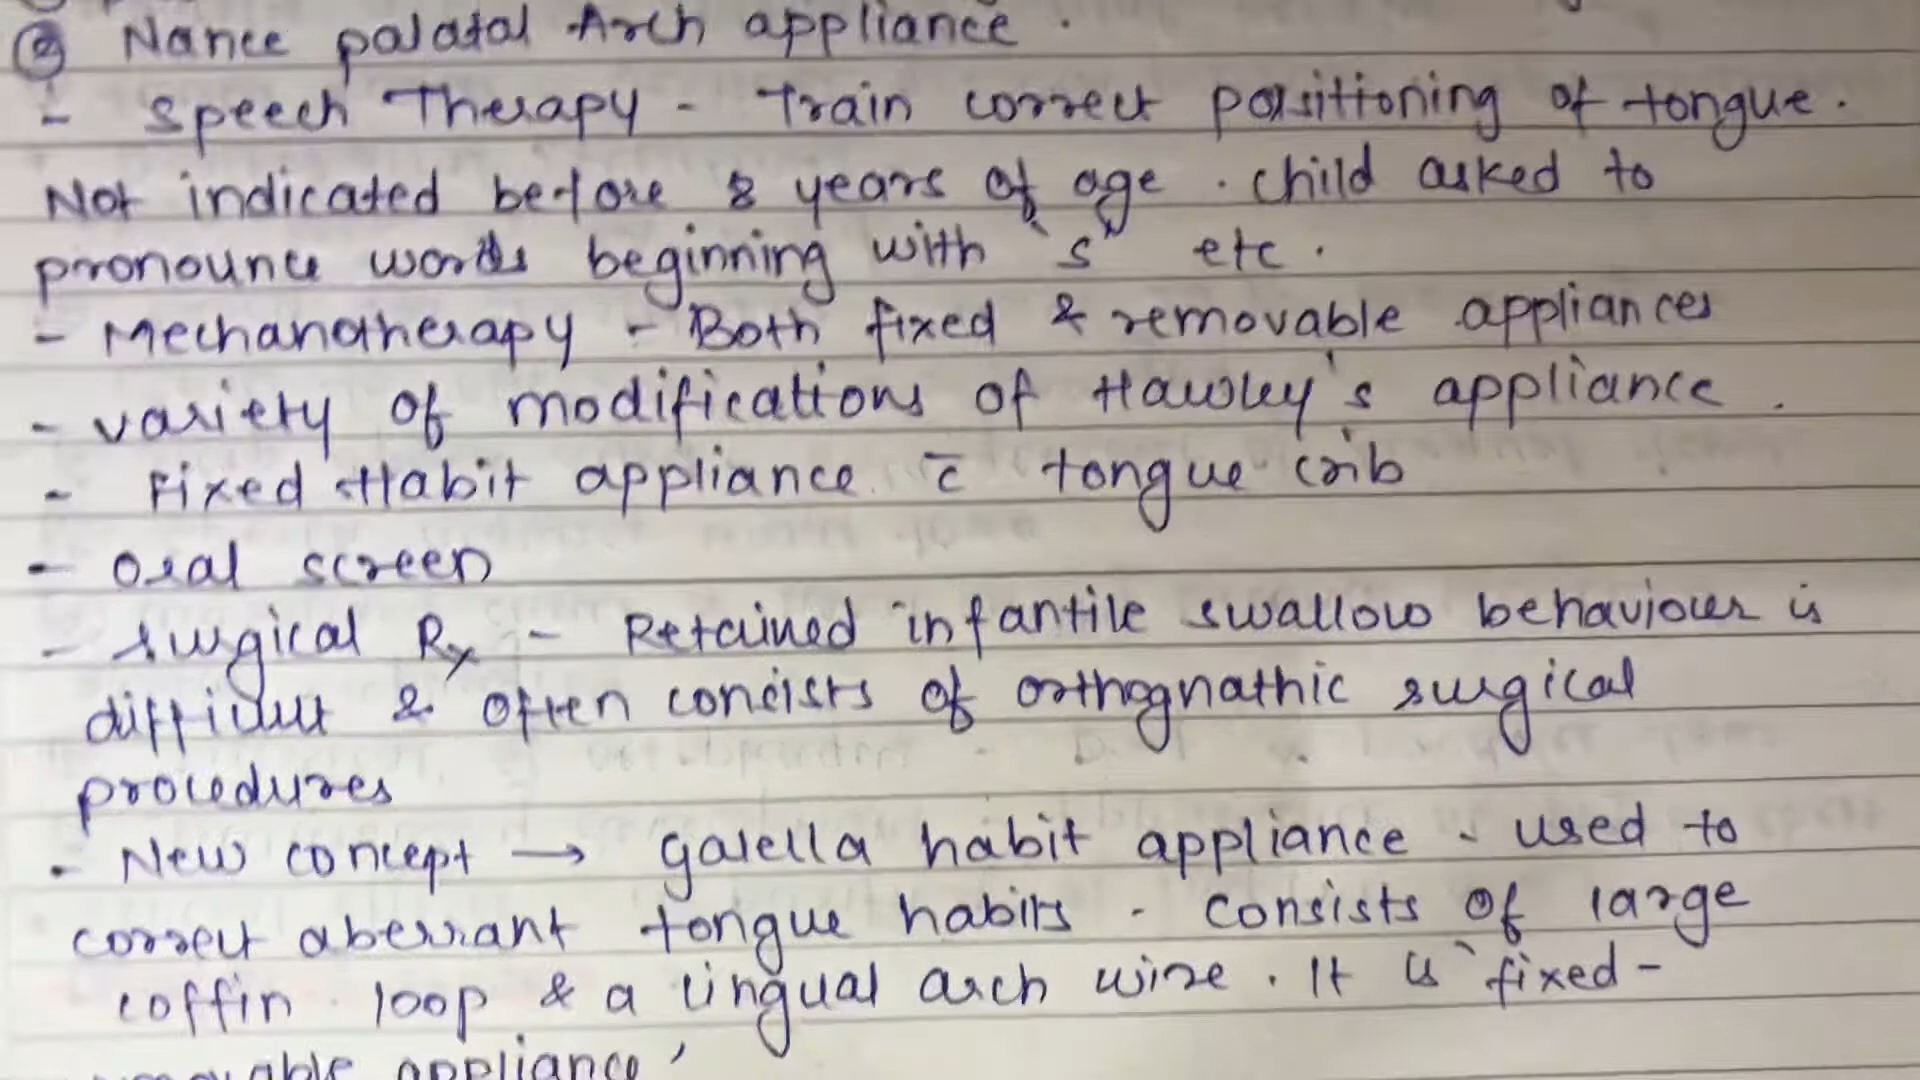 ② Nance palatal Arch appliance.
- Speech Therapy - Train correct positioning of tongue.
Not indicated before 8 years of age. child asked to
pronounce words beginning with "s" etc.
- Mechanotherapy - Both fixed & removable appliances
- variety of modifications of Hawley's appliance.
- Fixed Habit appliance c̄ tongue crib
- Oral screen
- surgical Rx - Retained infantile swallow behaviour is
difficult & often consists of orthognathic surgical
procedures
- New concept → galella habit appliance - used to
correct aberrant tongue habits - consists of large
coffin loop & a lingual arch wire. It is fixed-
appliance